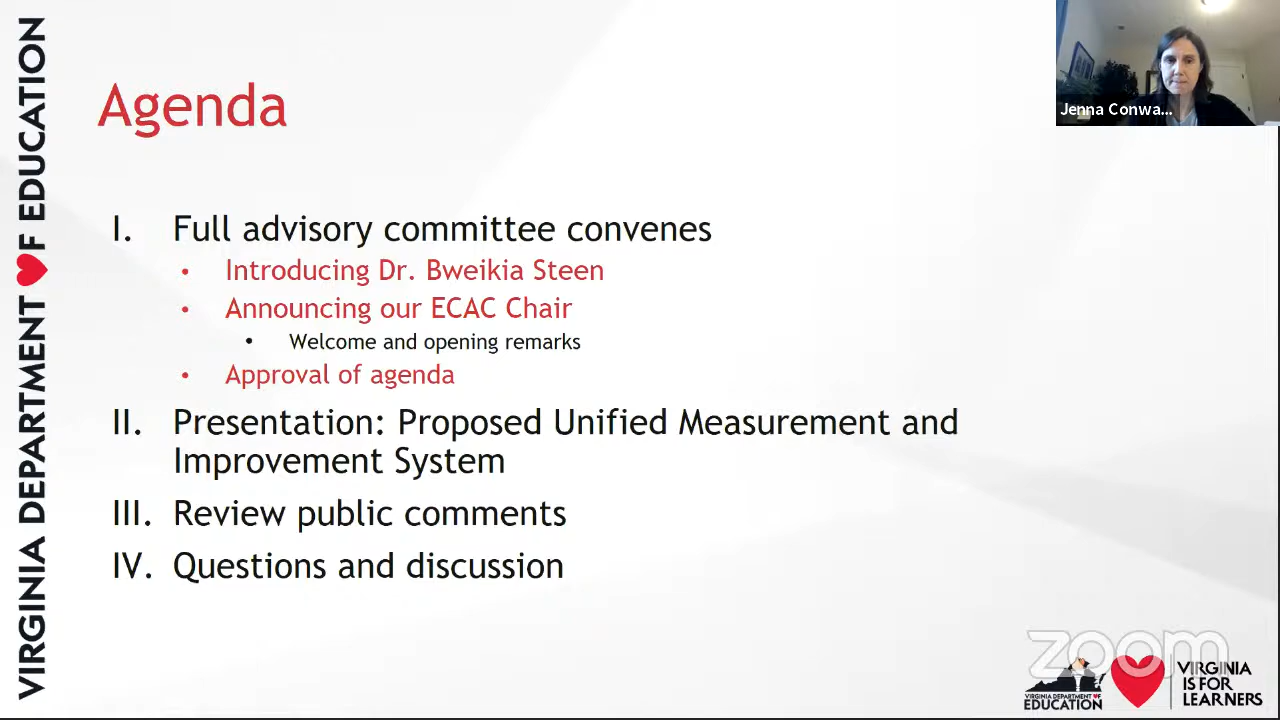 VIRGINIA DEPARTMENT OF EDUCATION
Agenda
Jenna Conwa...
I. Full advisory committee convenes
• Introducing Dr. Bweikia Steen
• Announcing our ECAC Chair
• Welcome and opening remarks
• Approval of agenda
II. Presentation: Proposed Unified Measurement and
Improvement System
III. Review public comments
IV. Questions and discussion
zoom
VIRGINIA DEPARTMENT OF
EDUCATION
VIRGINIA
IS FOR
LEARNERS